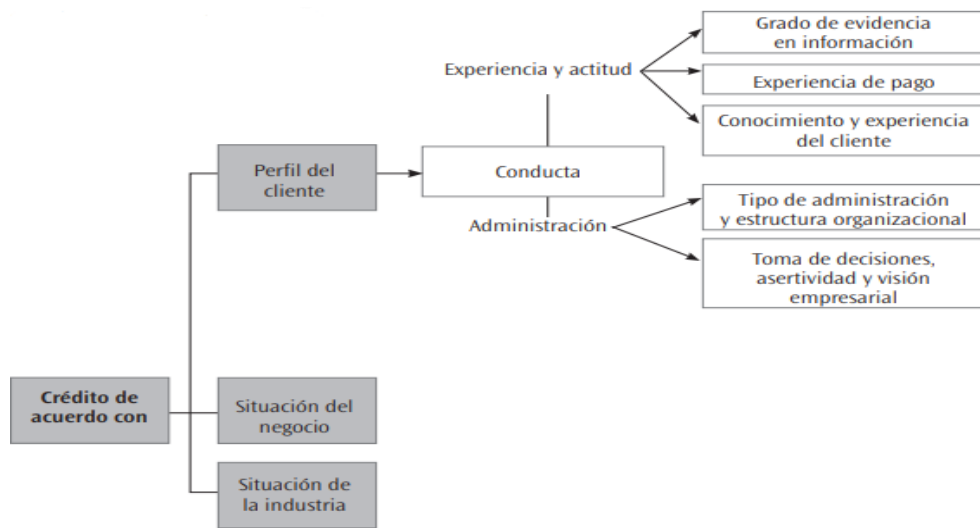 Grado de evidencia
en información
Experiencia y actitud
Experiencia de pago
Conocimiento y experiencia
del cliente
Perfil del
cliente
Conducta
Tipo de administración
y estructura organizacional
Administración
Toma de decisiones,
asertividad y visión
empresarial
Crédito de
acuerdo con
Situación del
negocio
Situación de
la industria